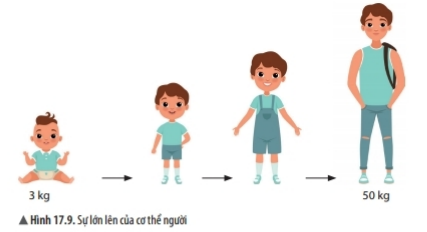 3 kg
50 kg
▲ Hình 17.9. Sự lớn lên của cơ thể người